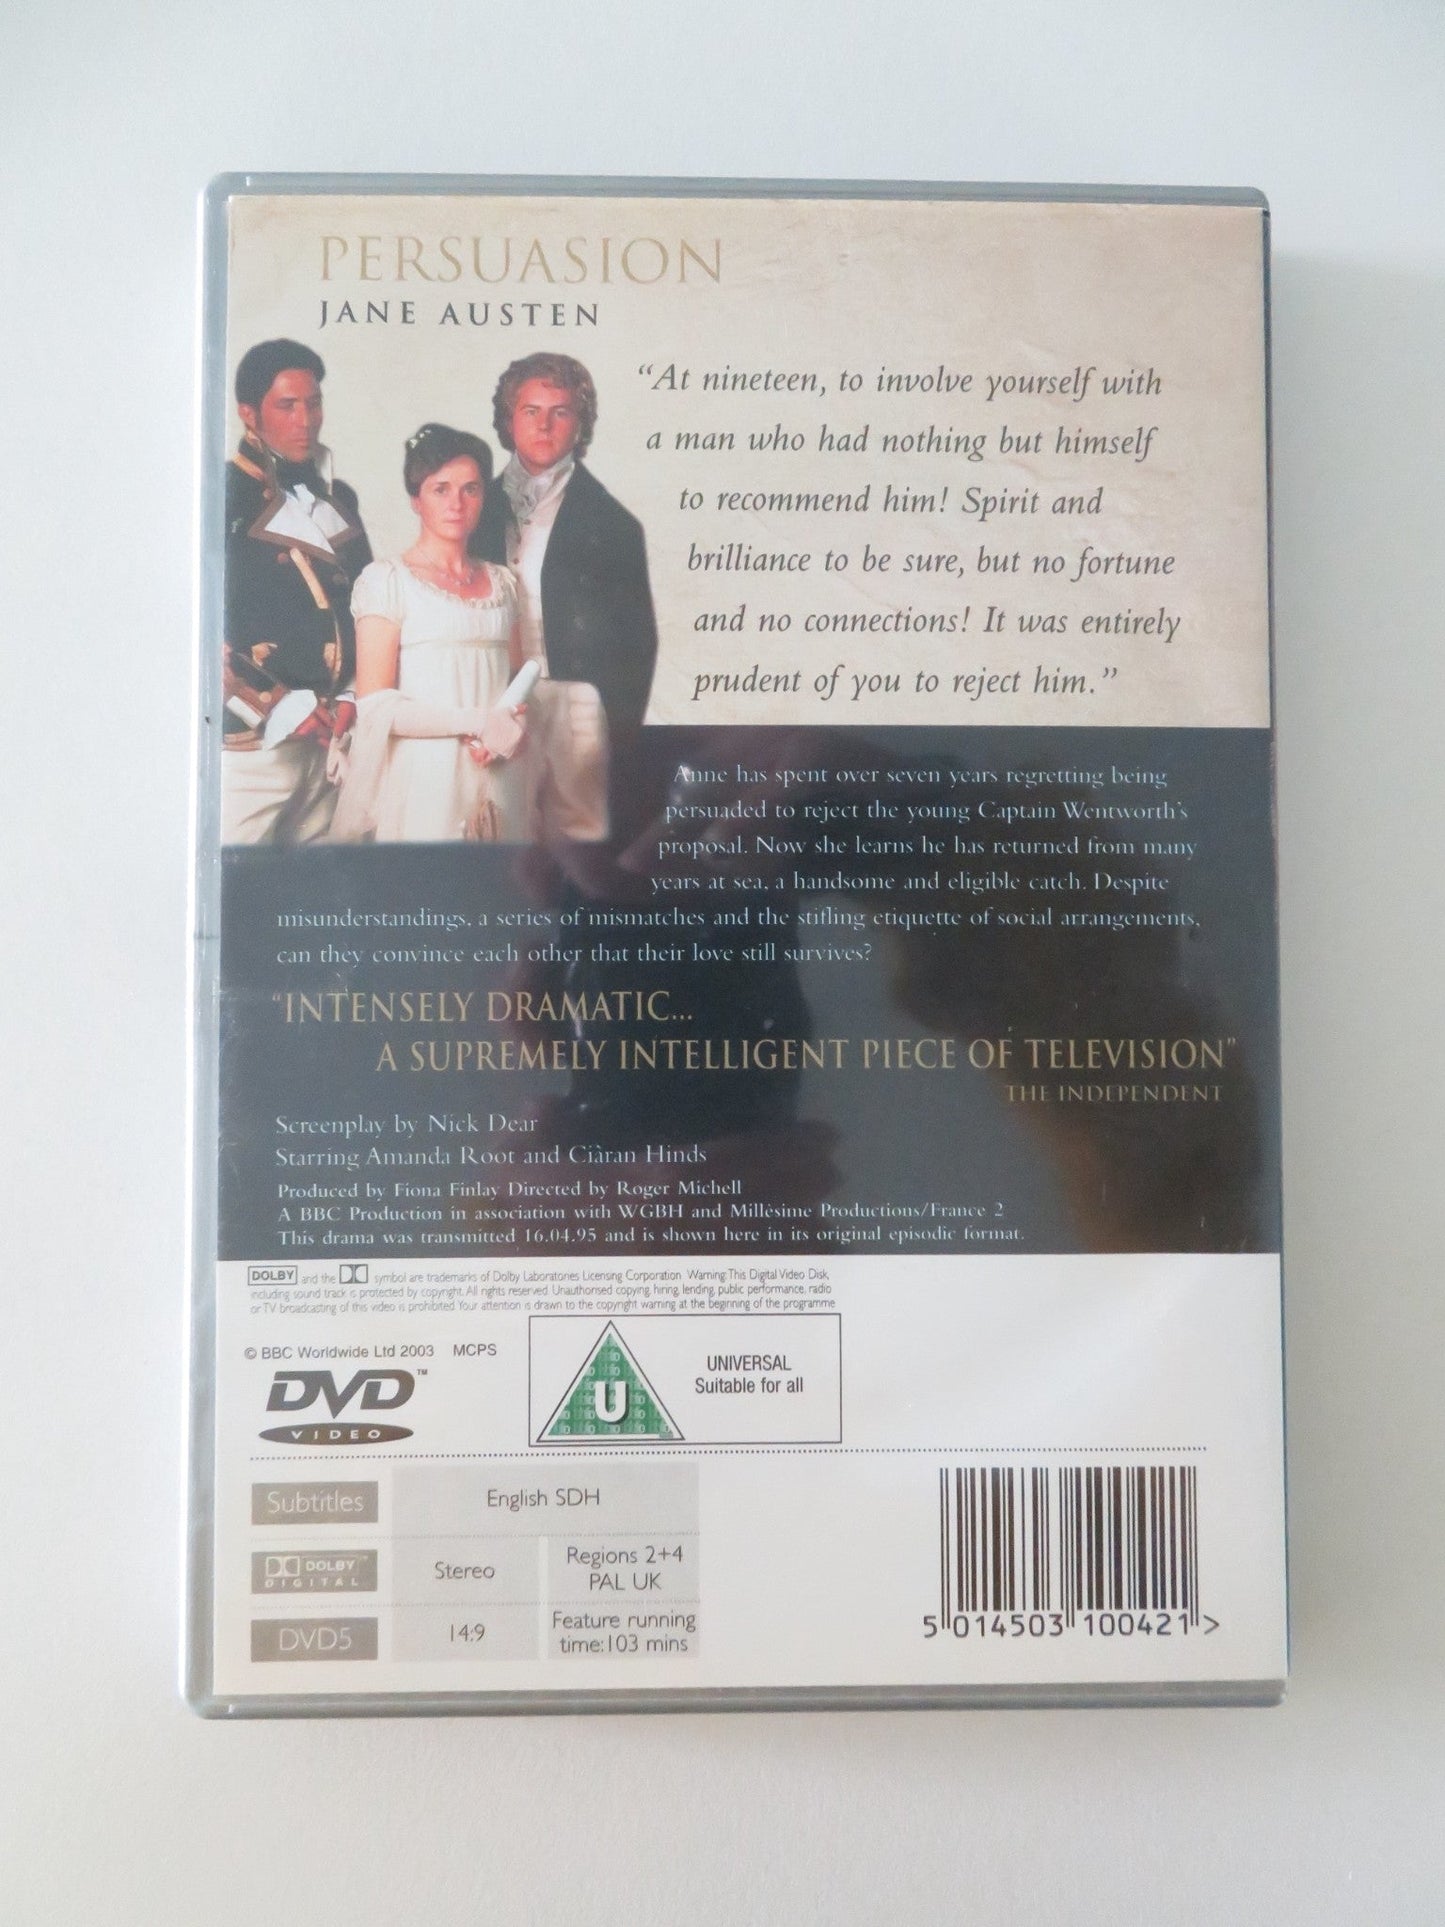 PERSUASION
JANE AUSTEN
“At nineteen, to involve yourself with
a man who had nothing but himself
to recommend him! Spirit and
brilliance to be sure, but no fortune
and no connections! It was entirely
prudent of you to reject him.”
Anne has spent over seven years regretting being
persuaded to reject the young Captain Wentworth's
proposal. Now she learns he has returned from many
years at sea, a handsome and eligible catch. Despite
misunderstandings, a series of mismatches and the stifling etiquette of social arrangements,
can they convince each other that their love still survives?
“INTENSELY DRAMATIC...
A SUPREMELY INTELLIGENT PIECE OF TELEVISION”
THE INDEPENDENT
Screenplay by Nick Dear
Starring Amanda Root and Ciàran Hinds
Produced by Fiona Finlay Directed by Roger Michell
A BBC Production in association with WGBH and Millèsime Productions/France 2
This drama was transmitted 16.04.95 and is shown here in its original episodic format.
DOLBY and the symbol are trademarks of Dolby Laboratories Licensing Corporation Warning: This Digital Video Disk,
including sound track is protected by copyright. All rights reserved. Unauthorised copying, hiring, lending, public performance, radio
or TV broadcasting of this video is prohibited. Your attention is drawn to the copyright warning at the beginning of the programme
© BBC Worldwide Ltd 2003 MCPS
DVD™
VIDEO
U
UNIVERSAL
Suitable for all
Subtitles English SDH
DOLBY™
DIGITAL
Stereo
Regions 2+4
PAL UK
DVD5 14:9
Feature running
time:103 mins
5 014503 100421 >